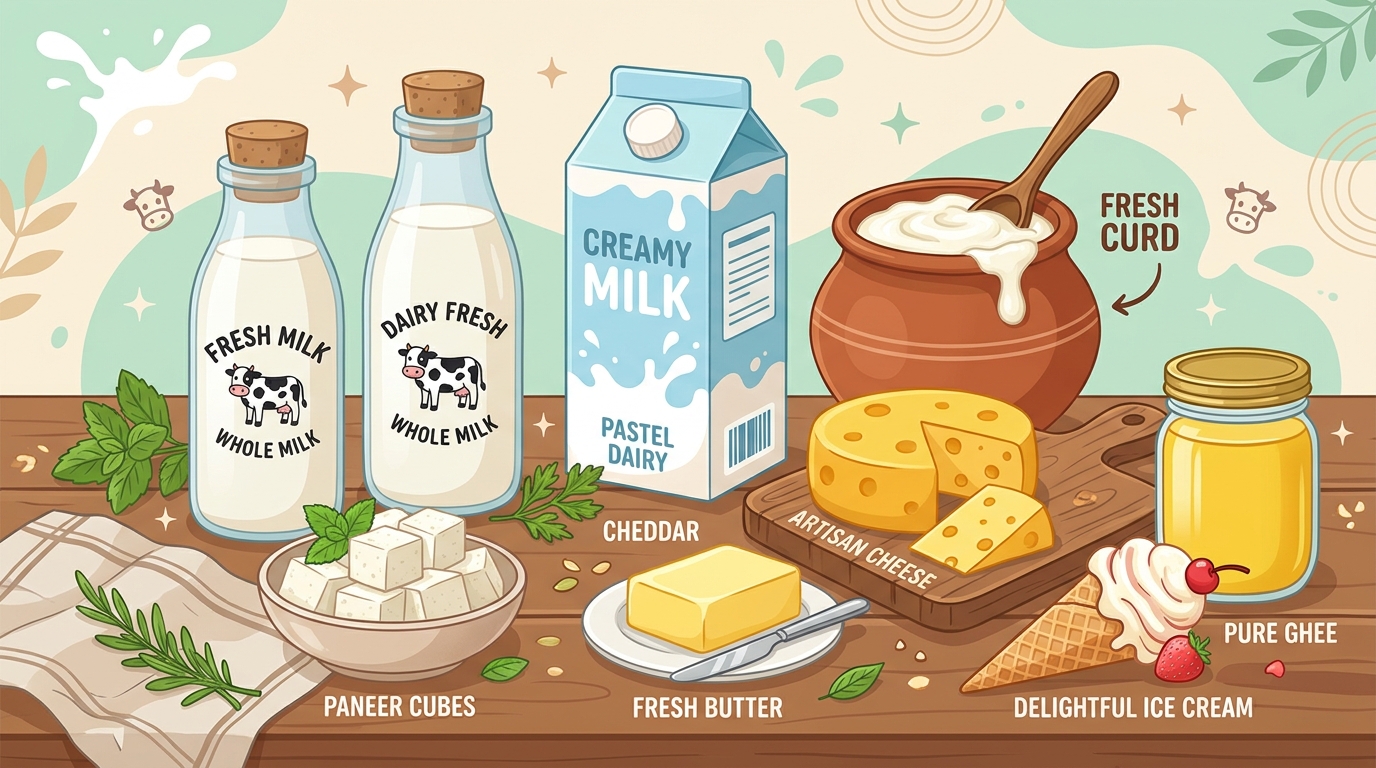 FRESH MILK
WHOLE MILK
DAIRY FRESH
WHOLE MILK
CREAMY
MILK
PASTEL
DAIRY
FRESH
CURD
CHEDDAR
ARTISAN CHEESE
PURE GHEE
PANEER CUBES
FRESH BUTTER
DELIGHTFUL ICE CREAM